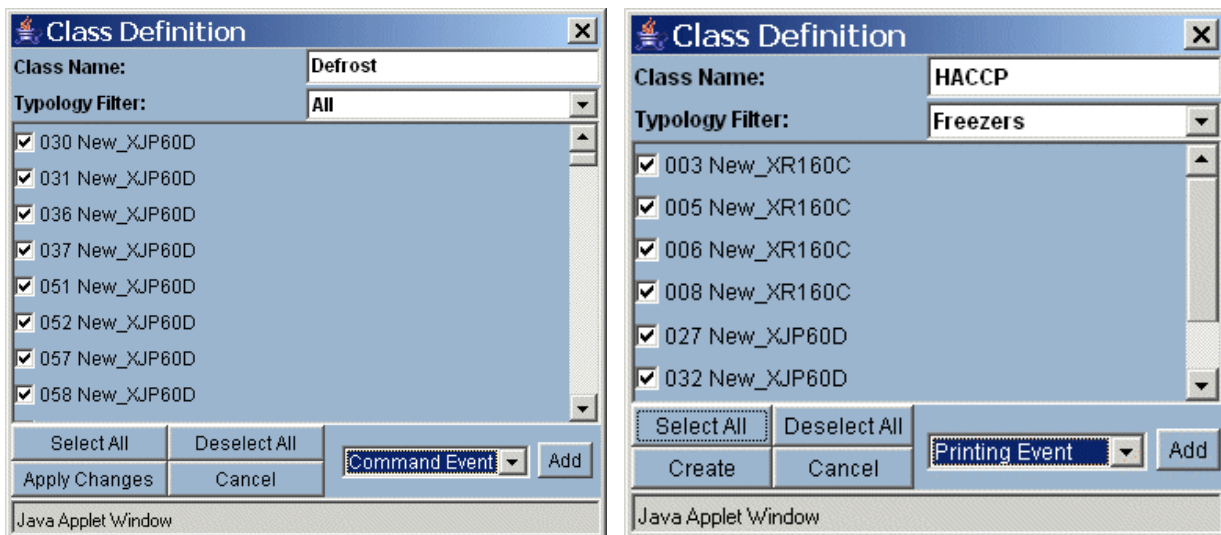 Class Definition
Class Name: Defrost
Typology Filter: All
030 New_XJP60D
031 New_XJP60D
036 New_XJP60D
037 New_XJP60D
051 New_XJP60D
052 New_XJP60D
057 New_XJP60D
058 New_XJP60D
Select All Deselect All
Command Event Add
Apply Changes Cancel
Java Applet Window
Class Definition
Class Name: HACCP
Typology Filter: Freezers
003 New_XR160C
005 New_XR160C
006 New_XR160C
008 New_XR160C
027 New_XJP60D
032 New_XJP60D
Select All Deselect All
Printing Event Add
Create Cancel
Java Applet Window